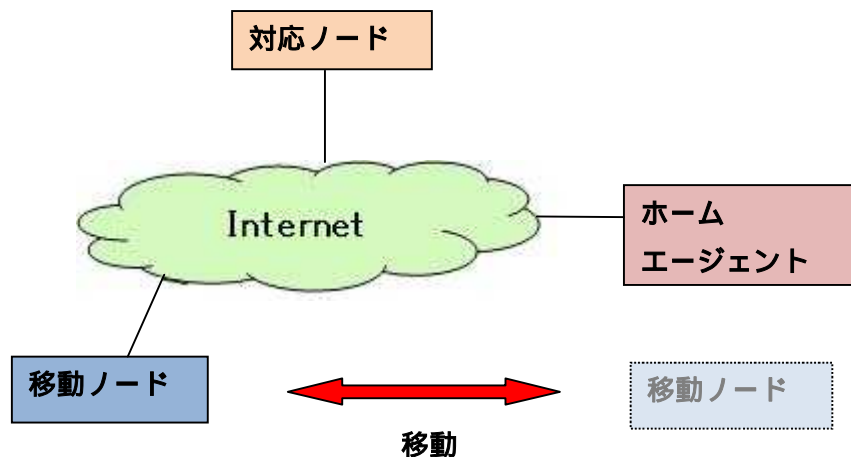 対応ノード
Internet
ホーム
エージェント
移動ノード
移動ノード
移動